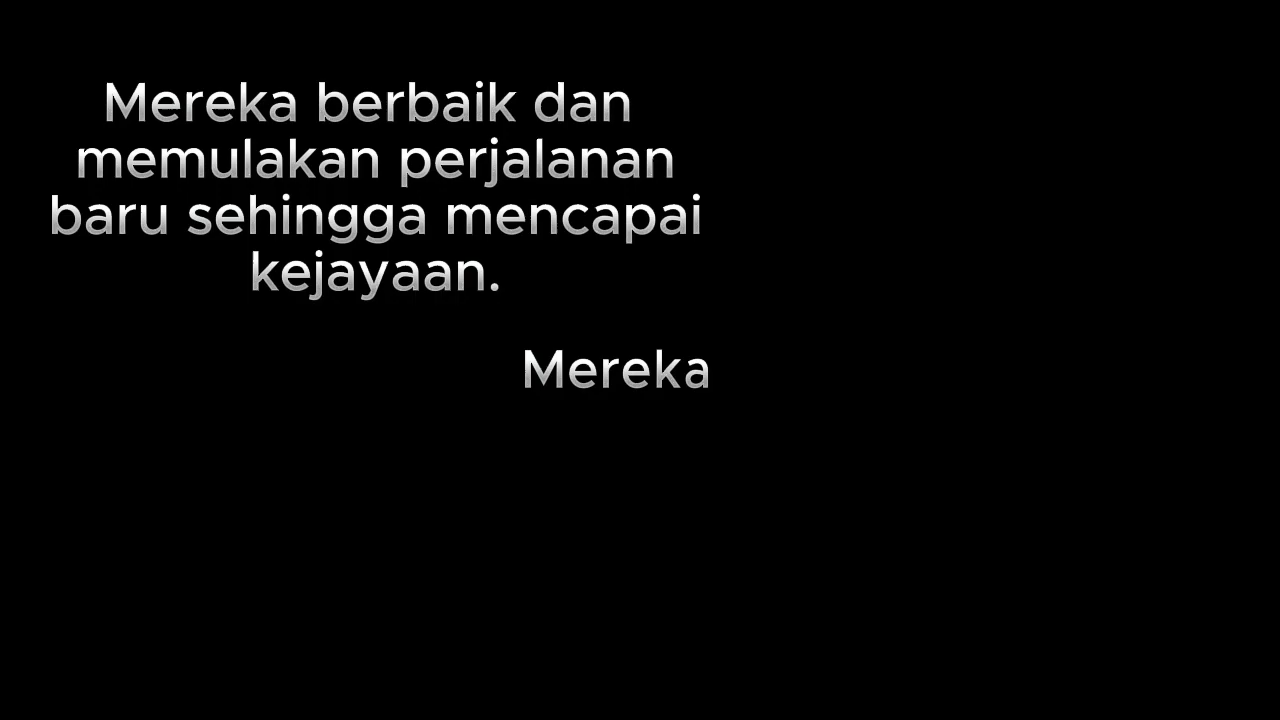 Mereka berbaik dan
memulakan perjalanan
baru sehingga mencapai
kejayaan.
Mereka